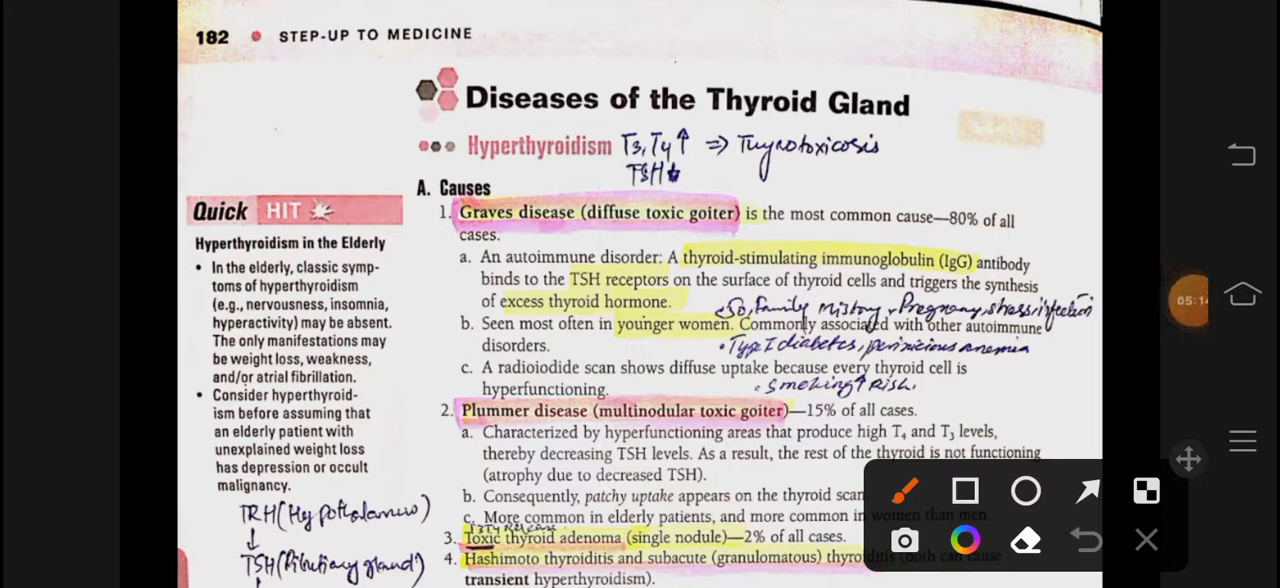 182 • STEP-UP TO MEDICINE
Diseases of the Thyroid Gland
Hyperthyroidism T3, T4 ↑ ⇒ Thyrotoxicosis
TSH ↓
A. Causes
1. Graves disease (diffuse toxic goiter) is the most common cause—80% of all
cases.
a. An autoimmune disorder: A thyroid-stimulating immunoglobulin (IgG) antibody
binds to the TSH receptors on the surface of thyroid cells and triggers the synthesis
of excess thyroid hormone.
Family History, Pregnancy, stress, infection
b. Seen most often in younger women. Commonly associated with other autoimmune
disorders.
• Type I diabetes, pernicious anemia
c. A radioiodide scan shows diffuse uptake because every thyroid cell is
hyperfunctioning.
• Smoking ↑ Risk.
2. Plummer disease (multinodular toxic goiter)—15% of all cases.
a. Characterized by hyperfunctioning areas that produce high T4 and T3 levels,
thereby decreasing TSH levels. As a result, the rest of the thyroid is not functioning
(atrophy due to decreased TSH).
b. Consequently, patchy uptake appears on the thyroid scan
c. More common in elderly patients, and more common in women than men.
3. Toxic thyroid adenoma (single nodule)—2% of all cases.
4. Hashimoto thyroiditis and subacute (granulomatous) thyroiditis (both can cause
transient hyperthyroidism).
Quick HIT
Hyperthyroidism in the Elderly
• In the elderly, classic symp-
toms of hyperthyroidism
(e.g., nervousness, insomnia,
hyperactivity) may be absent.
The only manifestations may
be weight loss, weakness,
and/or atrial fibrillation.
• Consider hyperthyroid-
ism before assuming that
an elderly patient with
unexplained weight loss
has depression or occult
malignancy.
TRH (Hypothalamus)
↓
TSH (Pituitary gland)
05:14